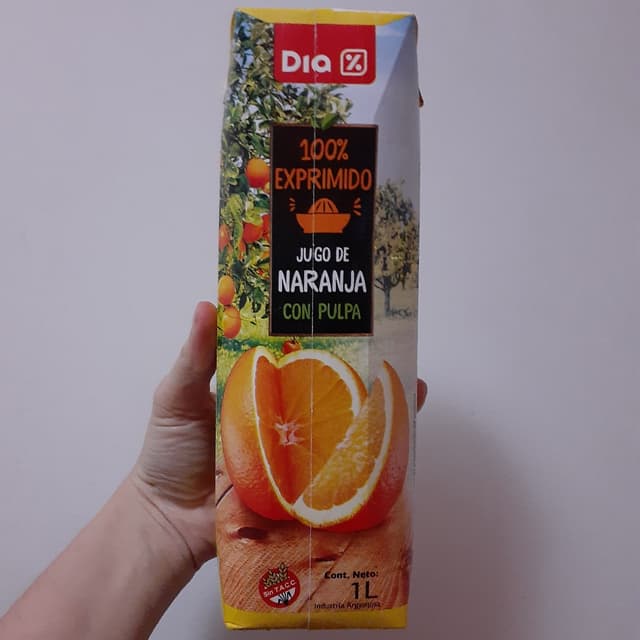 Dia %
100%
EXPRIMIDO
JUGO DE
NARANJA
CON PULPA
Cont. Neto:
1L
Industria Argentina
Sin T.A.C.C.